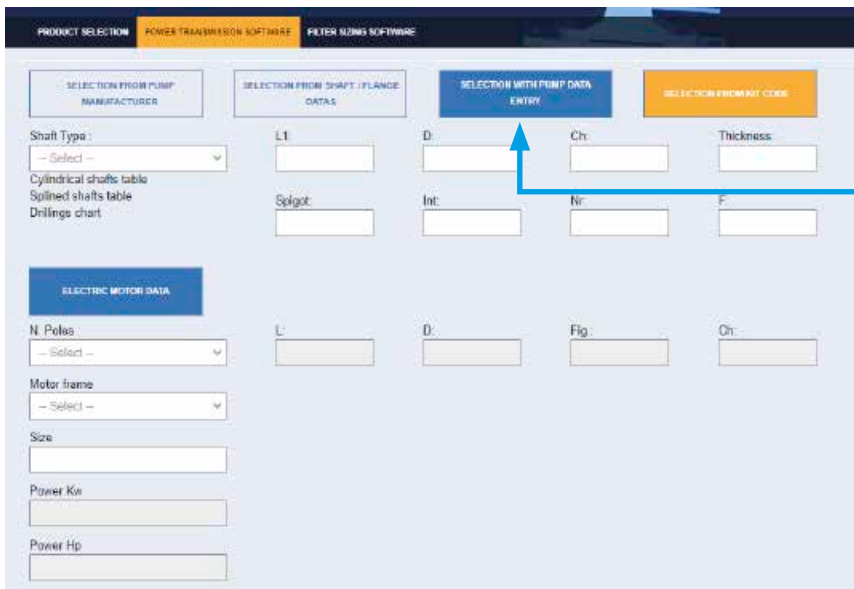 PRODUCT SELECTION POWER TRANSMISSION SOFTWARE FILTER SIZING SOFTWARE
SELECTION FROM PUMP
MANUFACTURER
SELECTION FROM SHAFT / FLANGE
DATAS
SELECTION WITH PUMP DATA
ENTRY
SELECTION FROM KIT CODE
Shaft Type : L1: D: Ch: Thickness:
-- Select --
Cylindrical shafts table
Splined shafts table
Drillings chart
Spigot: Int: Nr: F:
ELECTRIC MOTOR DATA
N. Poles L: D: Fig.: Ch:
-- Select --
Motor frame
-- Select --
Size
Power Kw
Power Hp